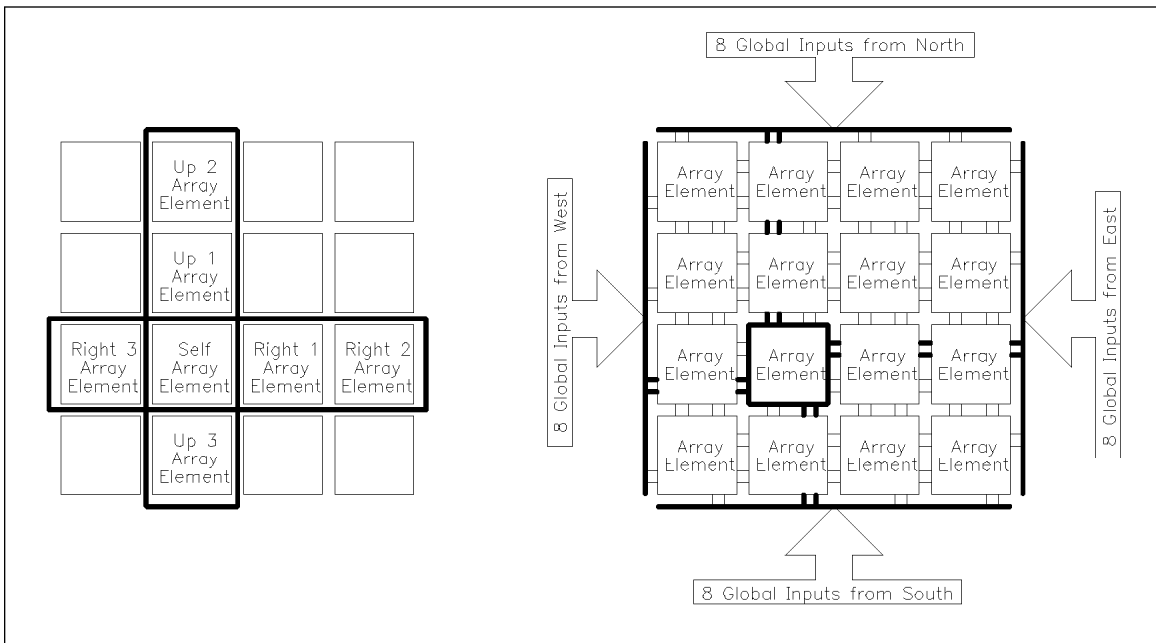 Up 2
Array
Element
Up 1
Array
Element
Right 3
Array
Element
Self
Array
Element
Right 1
Array
Element
Right 2
Array
Element
Up 3
Array
Element
8 Global Inputs from North
8 Global Inputs from West
Array
Element
Array
Element
Array
Element
Array
Element
Array
Element
Array
Element
Array
Element
Array
Element
Array
Element
Array
Element
Array
Element
Array
Element
Array
Element
Array
Element
Array
Element
Array
Element
8 Global Inputs from East
8 Global Inputs from South